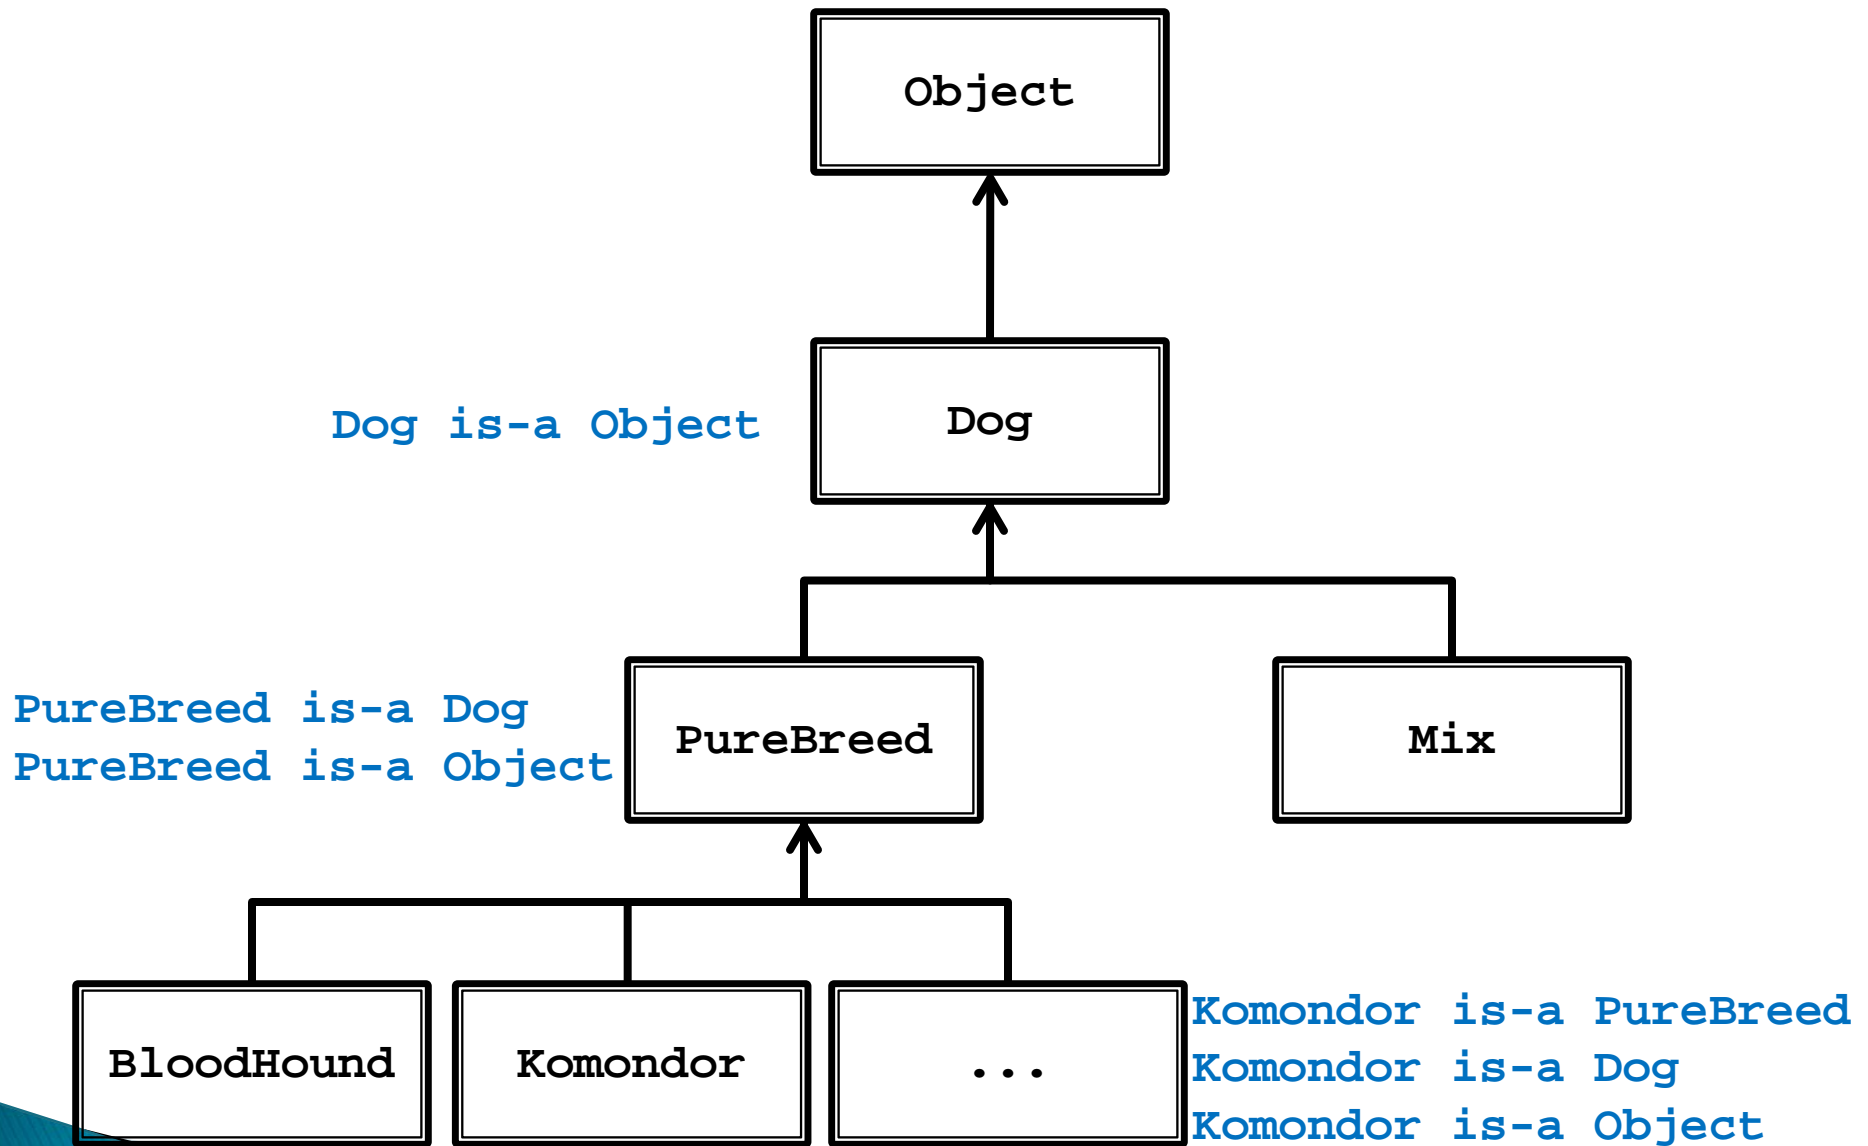 Object
Dog is-a Object
Dog
PureBreed is-a Dog
PureBreed is-a Object
PureBreed
Mix
BloodHound
Komondor
...
Komondor is-a PureBreed
Komondor is-a Dog
Komondor is-a Object